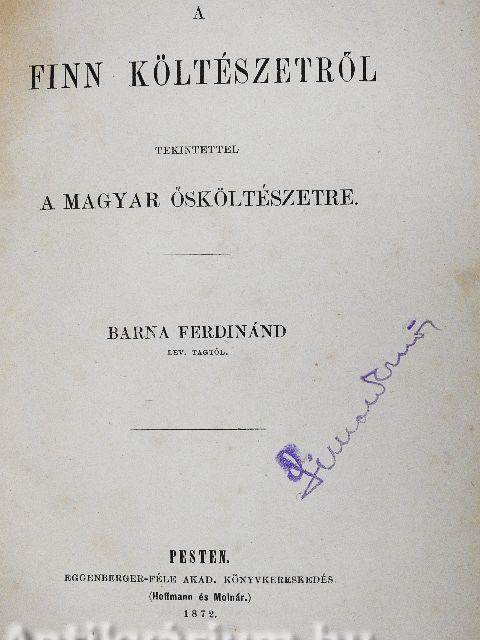 A
FINN KÖLTÉSZETRŐL
TEKINTETTEL
A MAGYAR ŐSKÖLTÉSZETRE.
BARNA FERDINÁND
LEV. TAGTÓL.
PESTEN.
EGGENBERGER-FÉLE AKAD. KÖNYVKERESKEDÉS.
(Hoffmann és Molnár.)
1872.